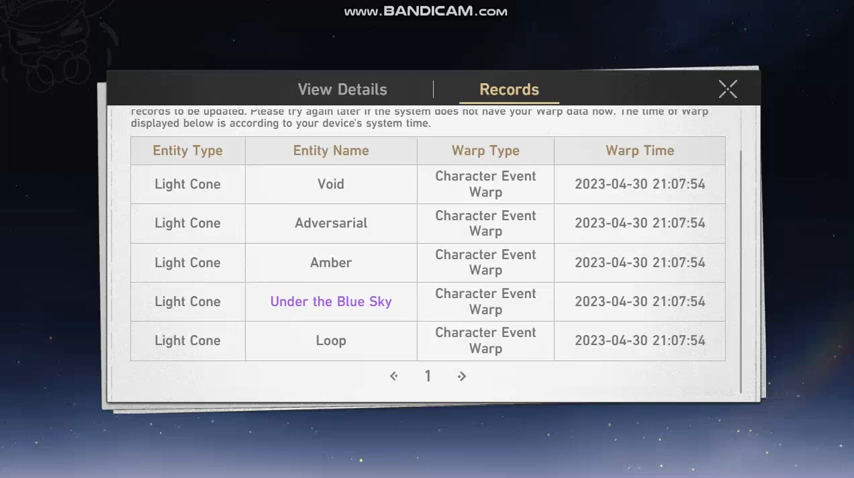 www.BANDICAM.com
View Details Records
records to be updated. Please try again later if the system does not have your Warp data now. The time of Warp
displayed below is according to your device's system time.
Entity Type Entity Name Warp Type Warp Time
Light Cone Void Character Event Warp 2023-04-30 21:07:54
Light Cone Adversarial Character Event Warp 2023-04-30 21:07:54
Light Cone Amber Character Event Warp 2023-04-30 21:07:54
Light Cone Under the Blue Sky Character Event Warp 2023-04-30 21:07:54
Light Cone Loop Character Event Warp 2023-04-30 21:07:54
1